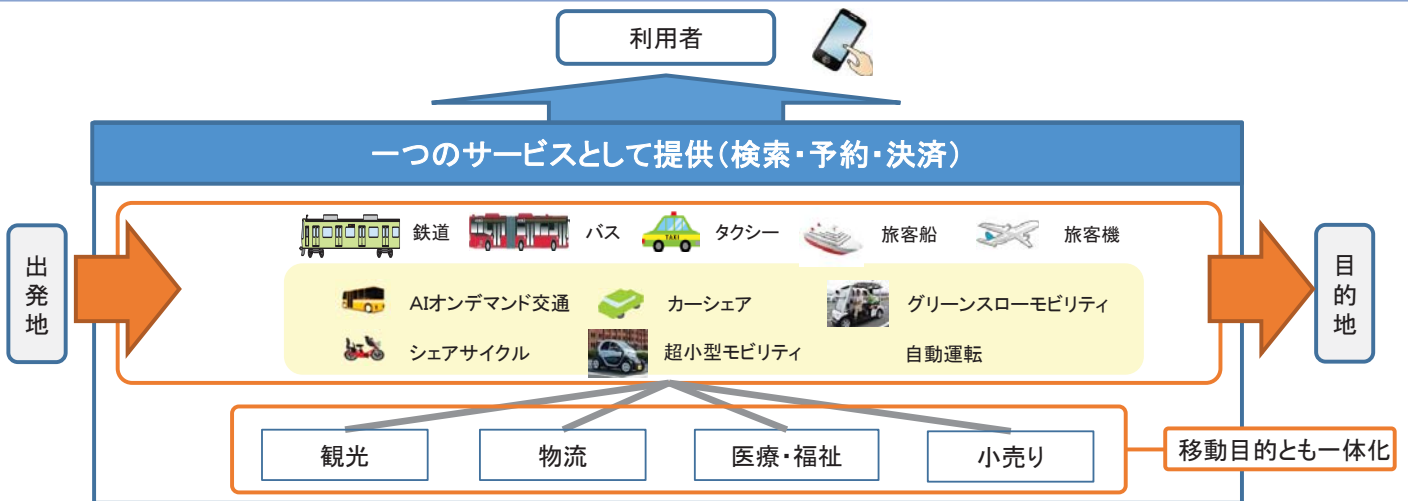 利用者
一つのサービスとして提供(検索・予約・決済)
出発地
鉄道
バス
TAXI
タクシー
旅客船
旅客機
目的地
AIオンデマンド交通
カーシェア
グリーンスローモビリティ
シェアサイクル
超小型モビリティ
自動運転
観光
物流
医療・福祉
小売り
移動目的とも一体化